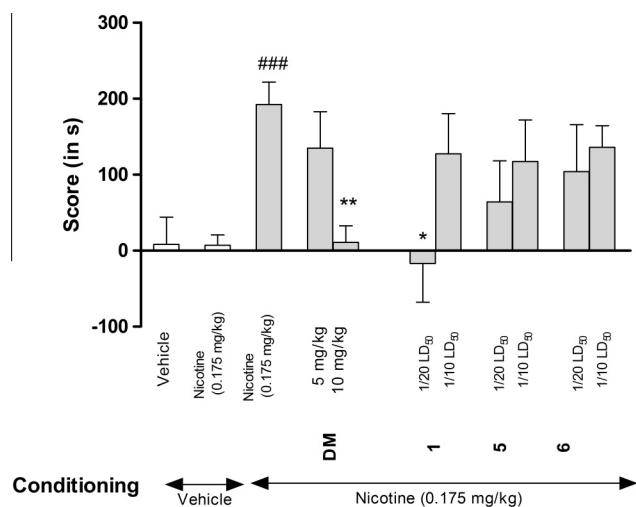 300
200
100
0
-100
Score (in s)
###
**
*
Vehicle
Nicotine
(0.175 mg/kg)
Nicotine
(0.175 mg/kg)
5 mg/kg
10 mg/kg
1/20 LD50
1/10 LD50
1/20 LD50
1/10 LD50
1/20 LD50
1/10 LD50
DM
1
5
6
Conditioning
Vehicle
Nicotine (0.175 mg/kg)